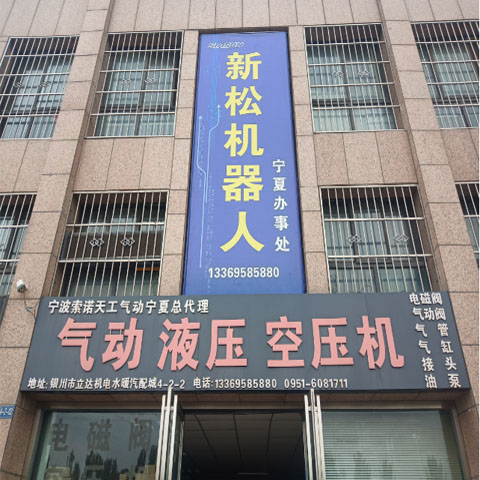 SIASUN
新松机器人
宁夏办事处
13369585880
宁波索诺天工气动宁夏总代理
气动 液压 空压机
地址:银川市立达机电水暖汽配城4-2-2 电话:13369585880 0951-6081711
电磁阀
气动阀
气管
气缸
接头
油泵
电磁阀